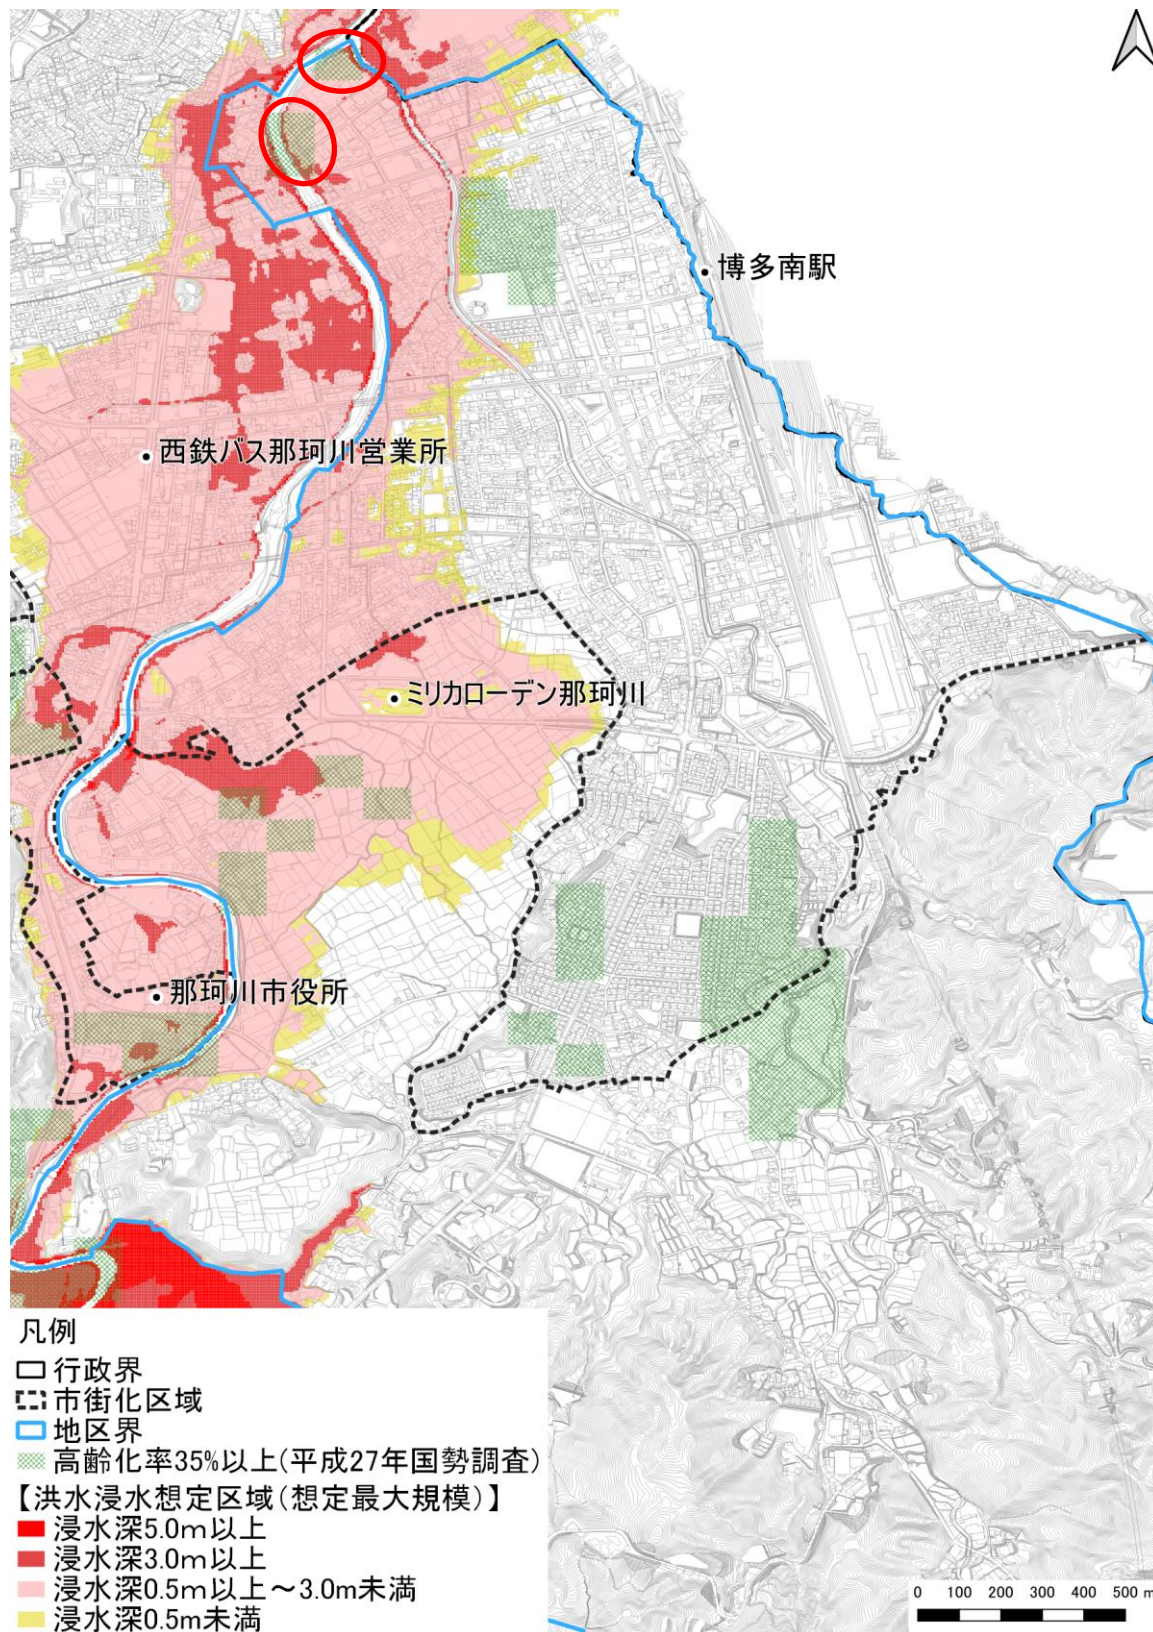 博多南駅
西鉄バス那珂川営業所
ミリカローデン那珂川
那珂川市役所
凡例
行政界
市街化区域
地区界
高齢化率35%以上(平成27年国勢調査)
【洪水浸水想定区域(想定最大規模)】
浸水深5.0m以上
浸水深3.0m以上
浸水深0.5m以上~3.0m未満
浸水深0.5m未満
0 100 200 300 400 500 m